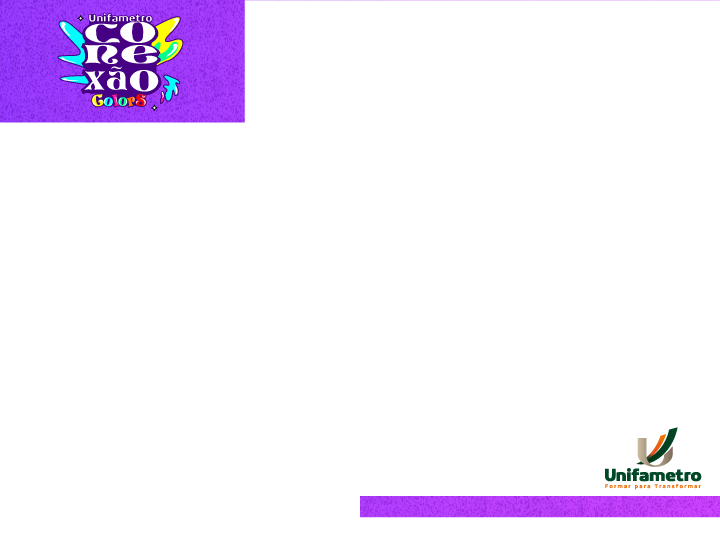 Unifametro
CO
NE
XÃO
Colors
Unifametro
Formar para Transformar